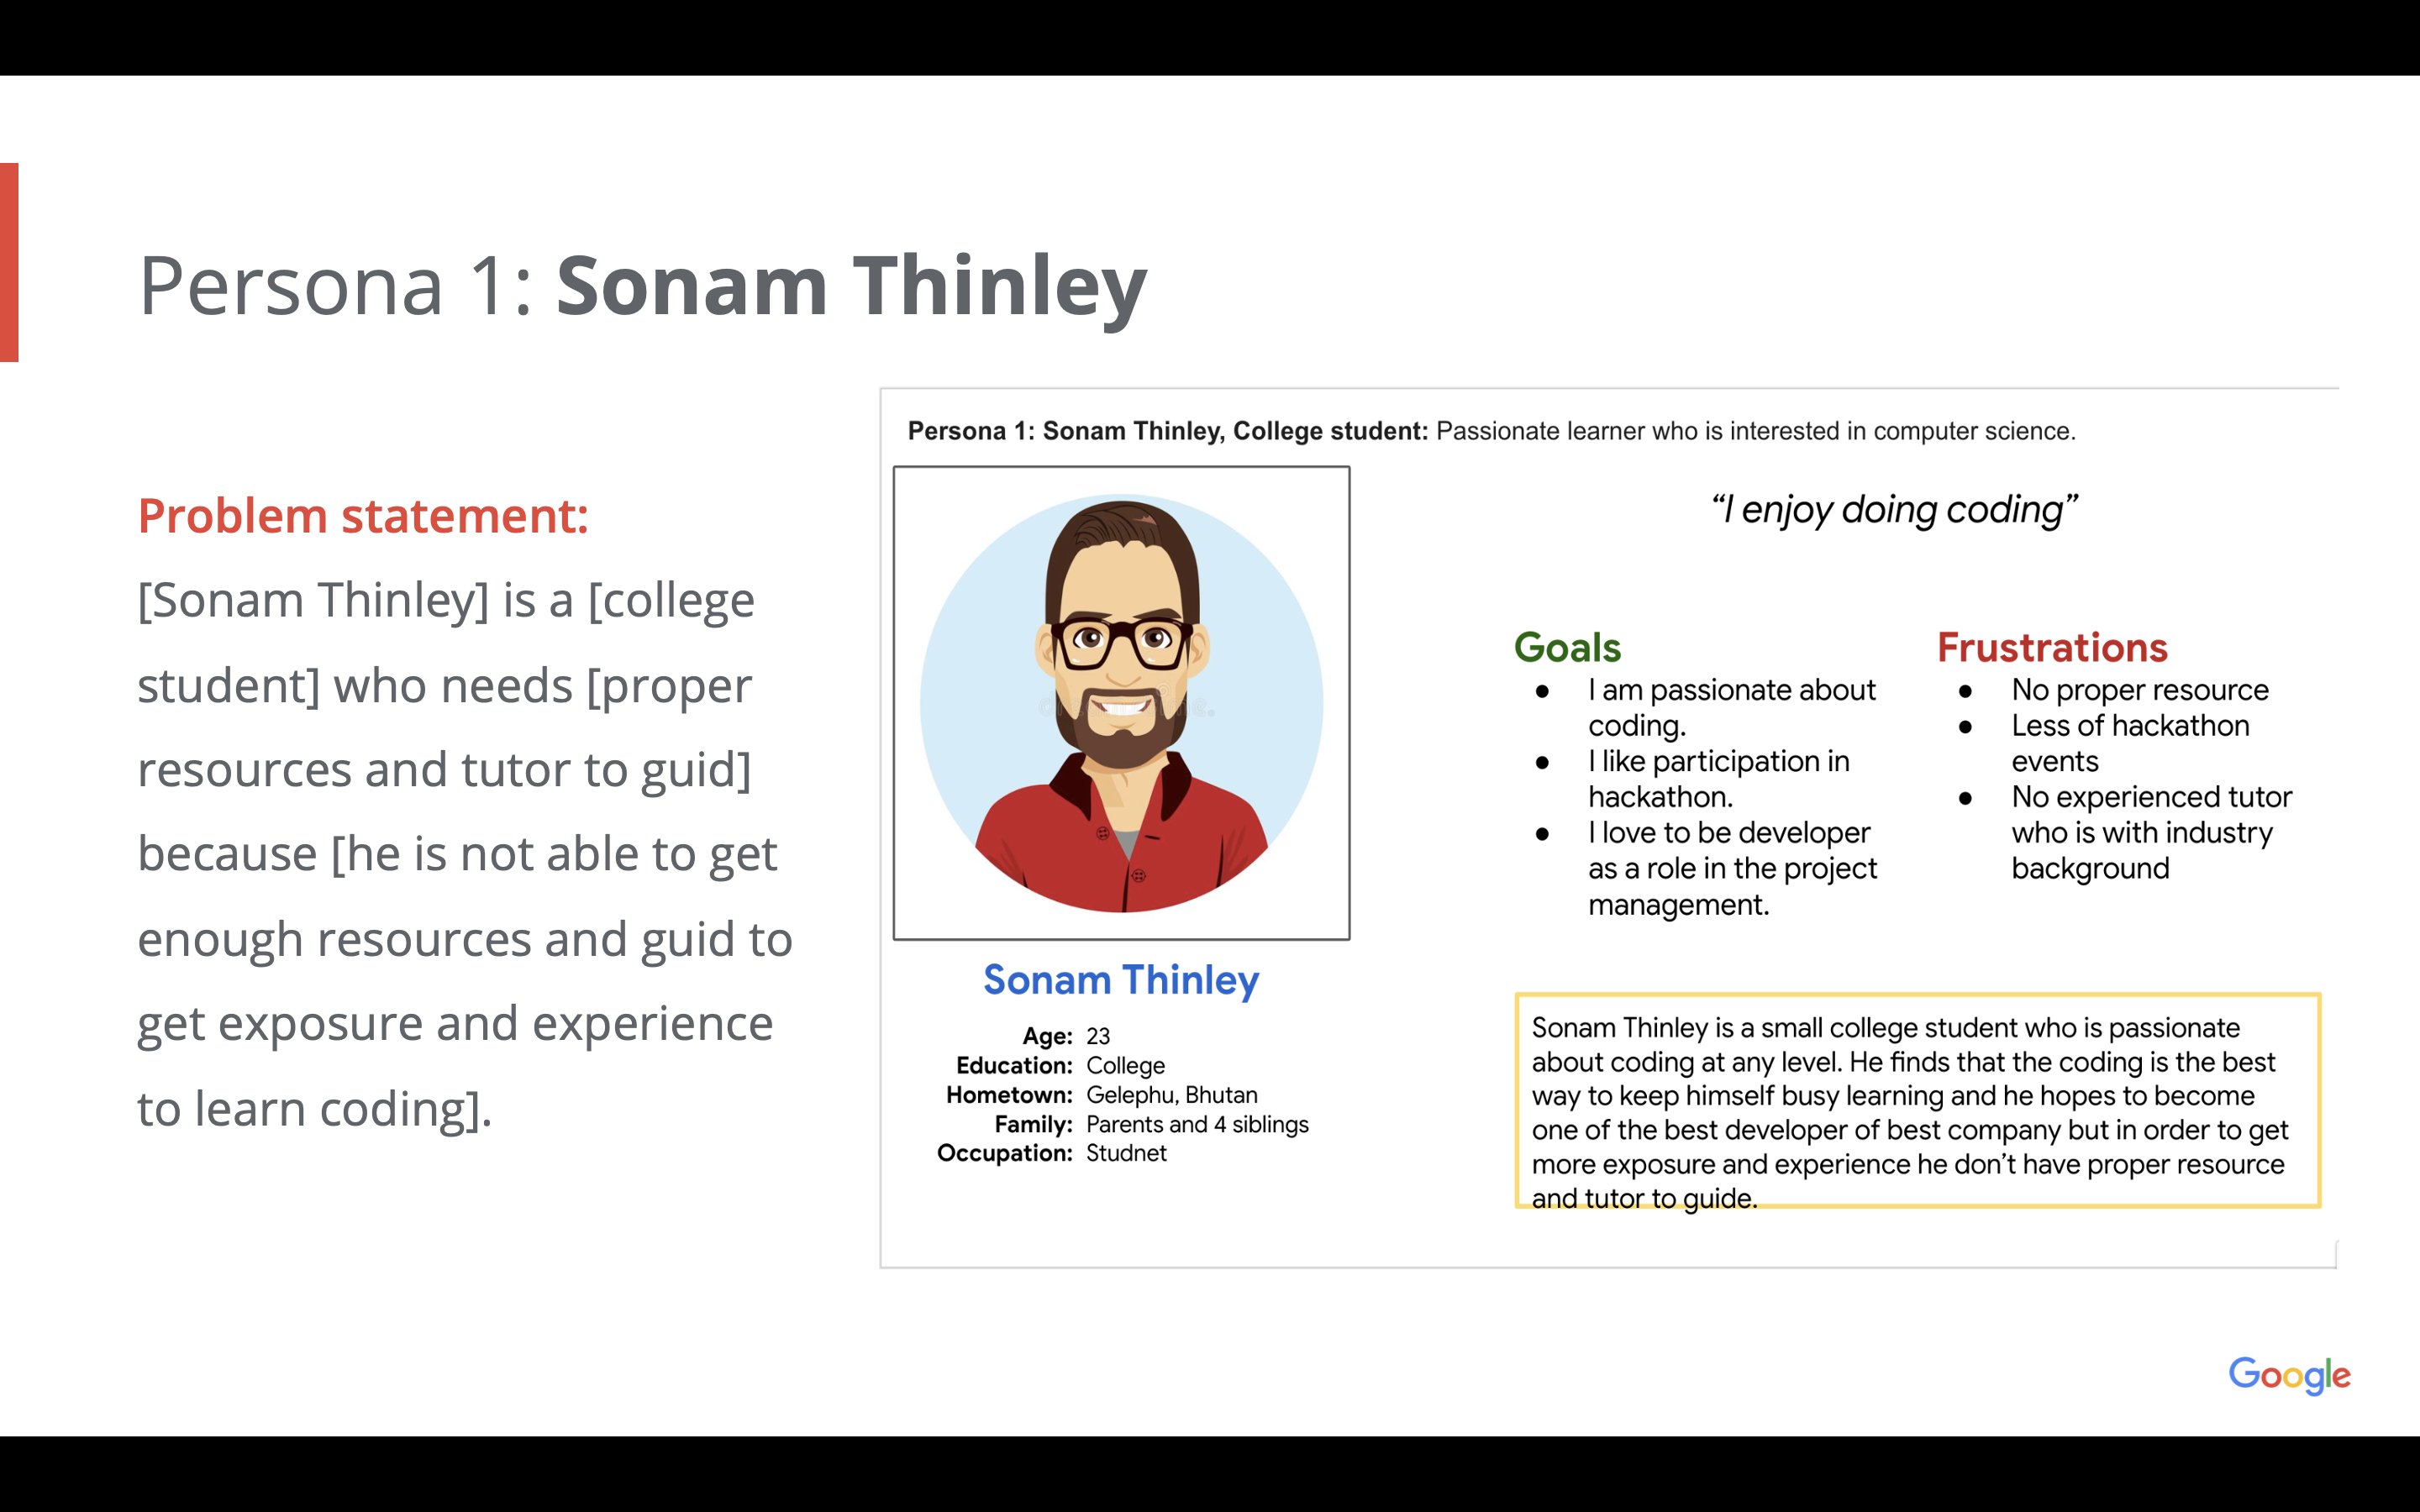 Persona 1: Sonam Thinley
Problem statement:
[Sonam Thinley] is a [college
student] who needs [proper
resources and tutor to guid]
because [he is not able to get
enough resources and guid to
get exposure and experience
to learn coding].
Persona 1: Sonam Thinley, College student: Passionate learner who is interested in computer science.
Sonam Thinley
Age: 23
Education: College
Hometown: Gelephu, Bhutan
Family: Parents and 4 siblings
Occupation: Studnet
“I enjoy doing coding”
Goals
● I am passionate about
coding.
● I like participation in
hackathon.
● I love to be developer
as a role in the project
management.
Frustrations
● No proper resource
● Less of hackathon
events
● No experienced tutor
who is with industry
background
Sonam Thinley is a small college student who is passionate
about coding at any level. He finds that the coding is the best
way to keep himself busy learning and he hopes to become
one of the best developer of best company but in order to get
more exposure and experience he don’t have proper resource
and tutor to guide.
Google